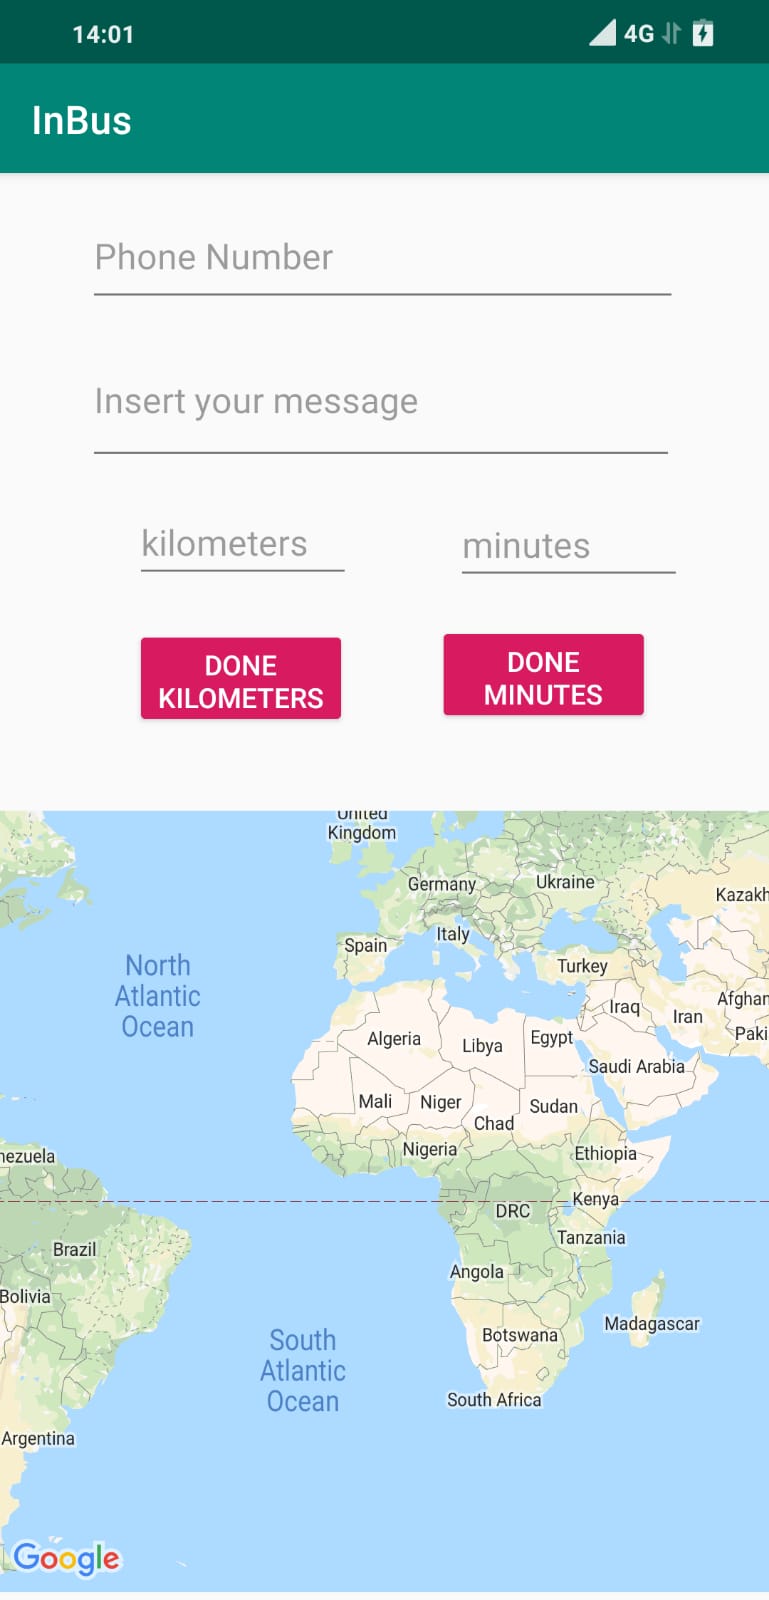 14:01
4G
InBus
Phone Number
Insert your message
kilometers
minutes
DONE
KILOMETERS
DONE
MINUTES
United
Kingdom
Germany
Ukraine
Kazakh
Spain
Italy
Turkey
North
Atlantic
Ocean
Iraq
Iran
Afghan
Paki
Algeria
Libya
Egypt
Saudi Arabia
Mali
Niger
Chad
Sudan
Nigeria
Ethiopia
nezuela
DRC
Kenya
Tanzania
Brazil
Angola
Bolivia
Botswana
Madagascar
South
Atlantic
Ocean
South Africa
Argentina
Google